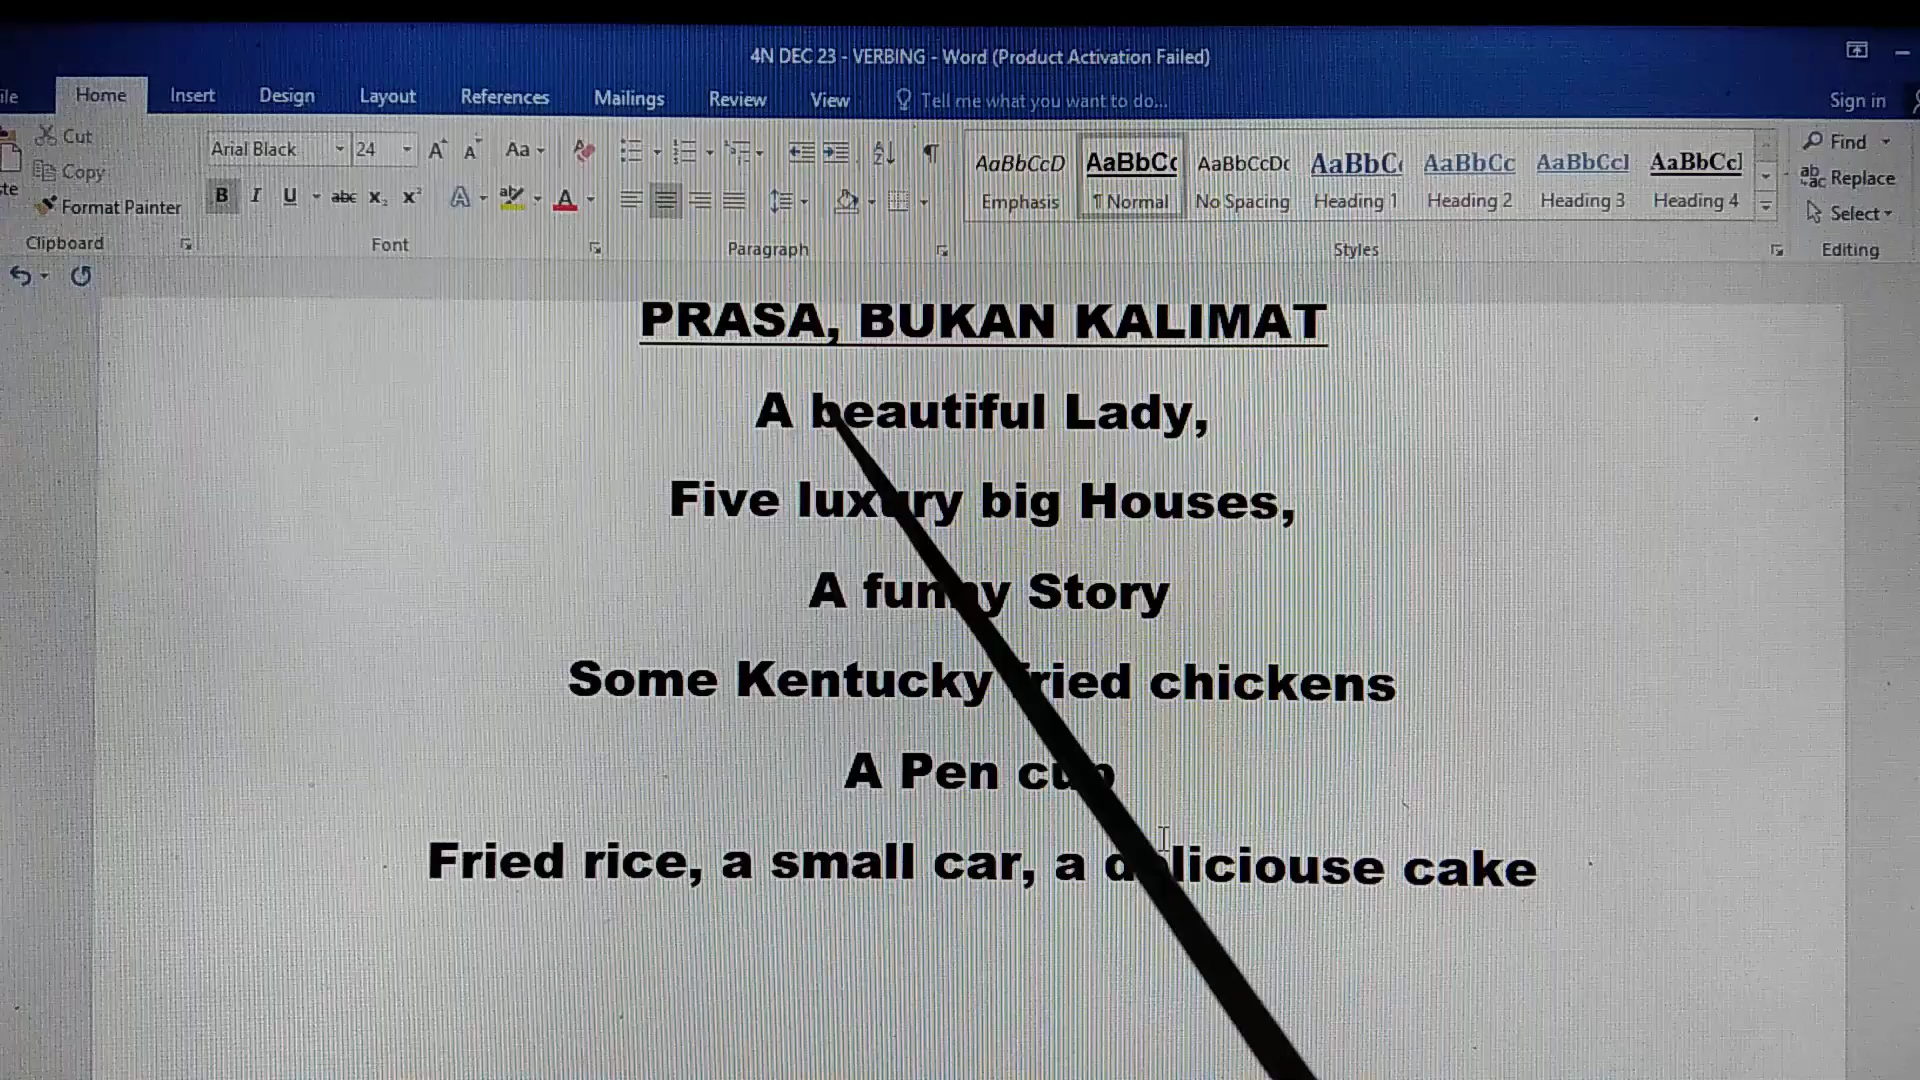 4N DEC 23 - VERBING - Word (Product Activation Failed)
Home Insert Design Layout References Mailings Review View Tell me what you want to do... Sign in
Cut
Copy
Format Painter
Clipboard
Arial Black 24
Font
Paragraph
AaBbCcD AaBbCc AaBbCcDc AaBbC AaBbCc AaBbCcI AaBbCcI
Emphasis ¶ Normal No Spacing Heading 1 Heading 2 Heading 3 Heading 4
Styles
Find
Replace
Select
Editing
PRASA, BUKAN KALIMAT
A beautiful Lady,
Five luxury big Houses,
A funny Story
Some Kentucky fried chickens
A Pen cup
Fried rice, a small car, a deliciouse cake